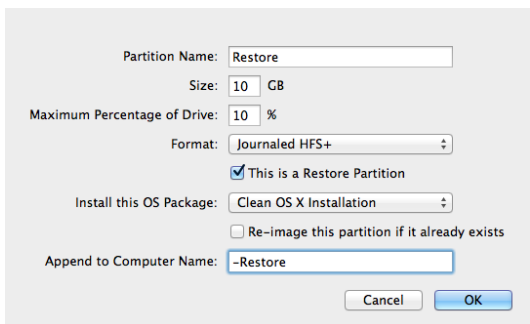 Partition Name: Restore
Size: 10 GB
Maximum Percentage of Drive: 10 %
Format: Journaled HFS+
This is a Restore Partition
Install this OS Package: Clean OS X Installation
Re-image this partition if it already exists
Append to Computer Name: -Restore
Cancel OK